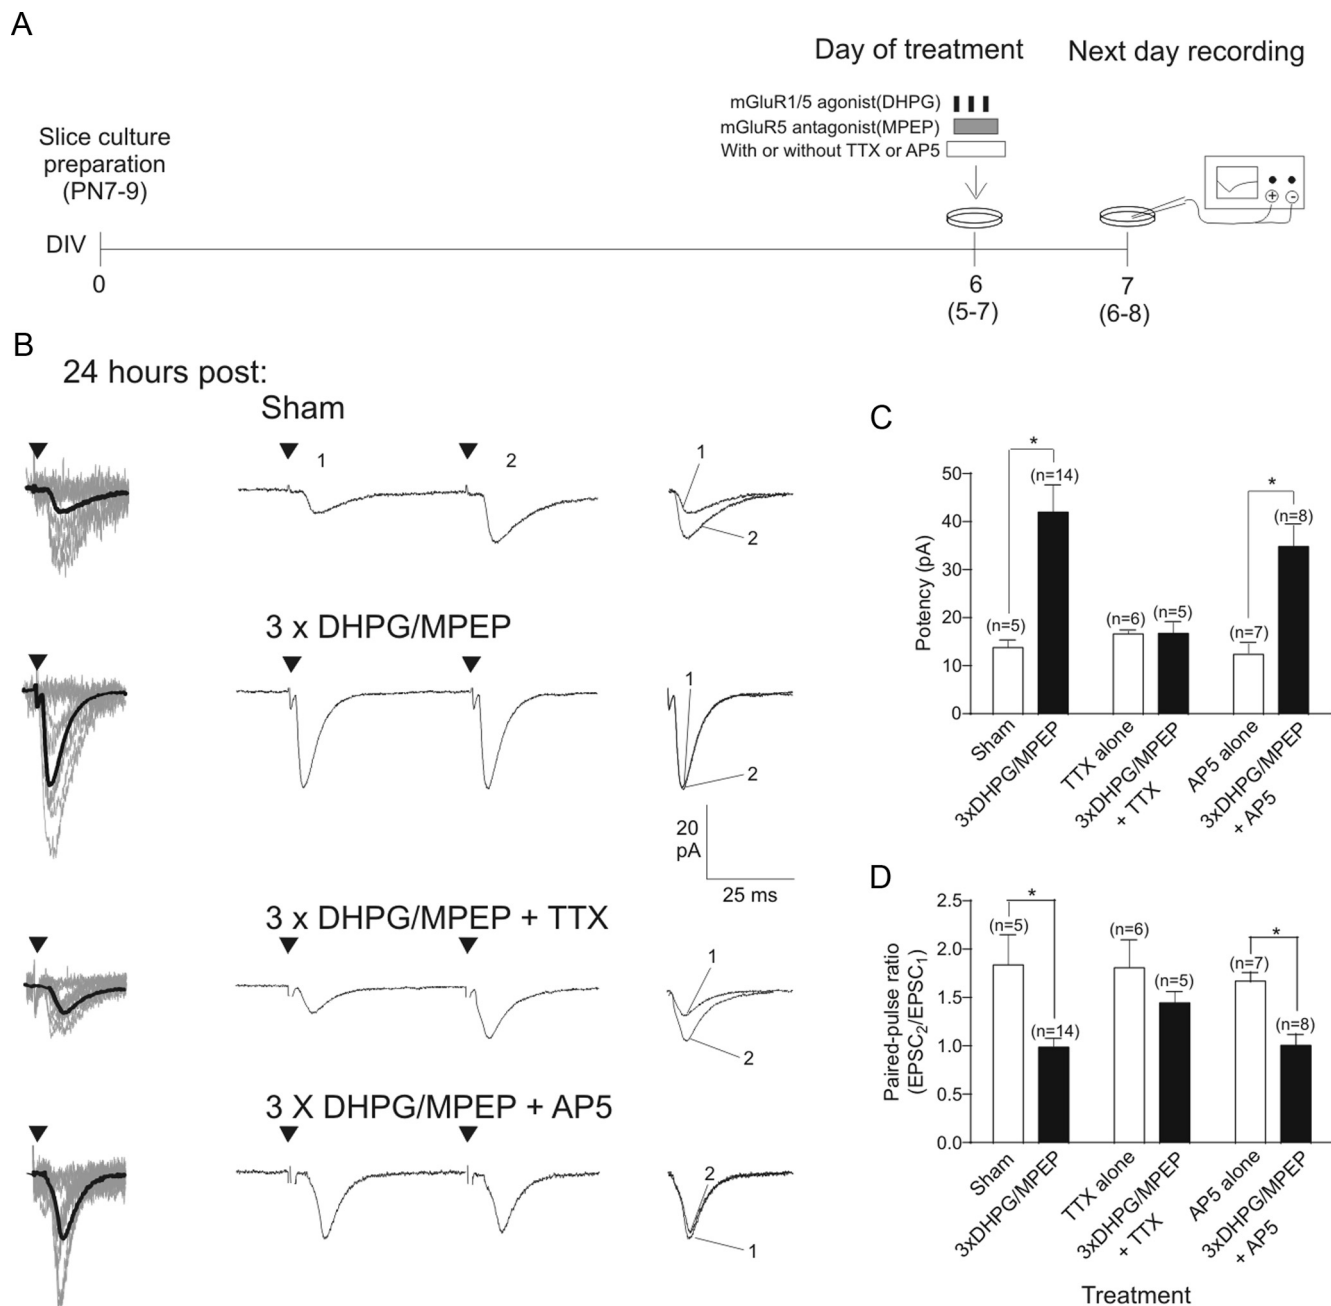 A
Day of treatment
Next day recording
mGluR1/5 agonist(DHPG)
mGluR5 antagonist(MPEP)
With or without TTX or AP5
Slice culture
preparation
(PN7-9)
+
-
DIV
0
6
(5-7)
7
(6-8)
B
24 hours post:
Sham
1
2
1
2
3 x DHPG/MPEP
1
2
20
pA
25 ms
3 x DHPG/MPEP + TTX
1
2
3 X DHPG/MPEP + AP5
2
1
C
Potency (pA)
50
40
30
20
10
0
*
(n=14)
(n=5)
(n=6)
(n=5)
*
(n=8)
(n=7)
Sham
3xDHPG/MPEP
TTX alone
3xDHPG/MPEP
+ TTX
AP5 alone
3xDHPG/MPEP
+ AP5
D
Paired-pulse ratio
(EPSC₂/EPSC₁)
2.5
2.0
1.5
1.0
0.5
0.0
*
(n=5)
(n=14)
(n=6)
(n=5)
*
(n=7)
(n=8)
Sham
3xDHPG/MPEP
TTX alone
3xDHPG/MPEP
+ TTX
AP5 alone
3xDHPG/MPEP
+ AP5
Treatment